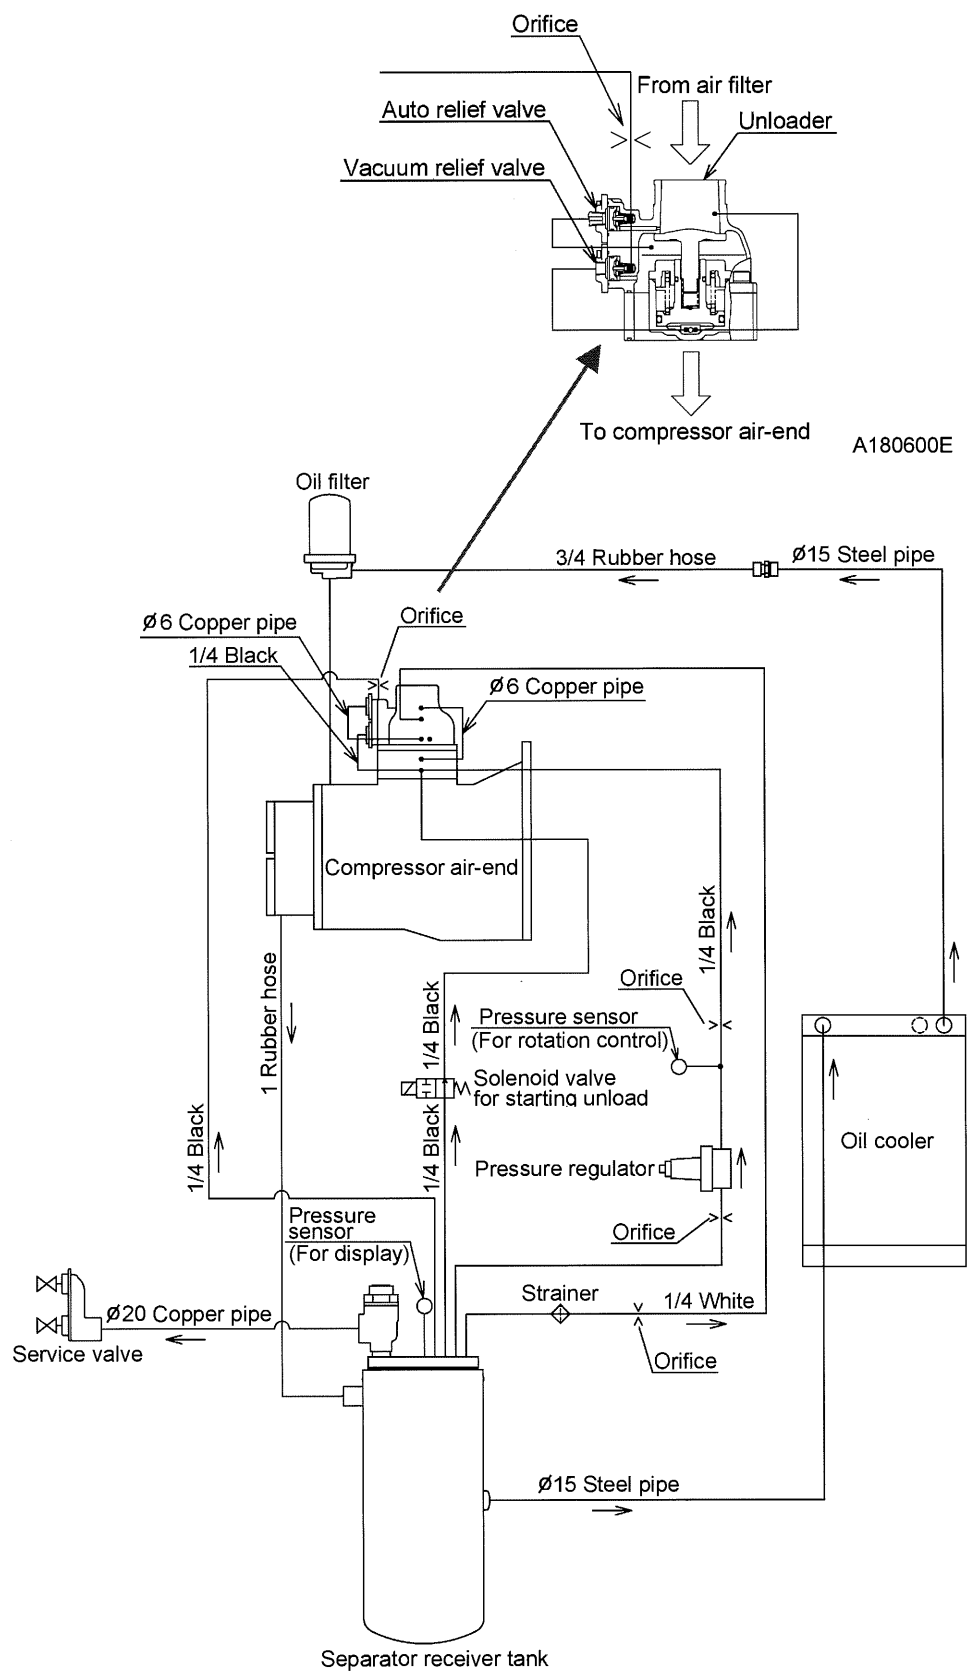 Orifice
From air filter
Auto relief valve
Unloader
Vacuum relief valve
To compressor air-end
A180600E
Oil filter
3/4 Rubber hose
Ø15 Steel pipe
Ø6 Copper pipe
Orifice
1/4 Black
Ø6 Copper pipe
Compressor air-end
1/4 Black
1 Rubber hose
1/4 Black
Orifice
Pressure sensor
(For rotation control)
Solenoid valve
for starting unload
1/4 Black
1/4 Black
Oil cooler
Pressure regulator
Pressure
sensor
(For display)
Orifice
Strainer
1/4 White
Ø20 Copper pipe
Service valve
Orifice
Ø15 Steel pipe
Separator receiver tank